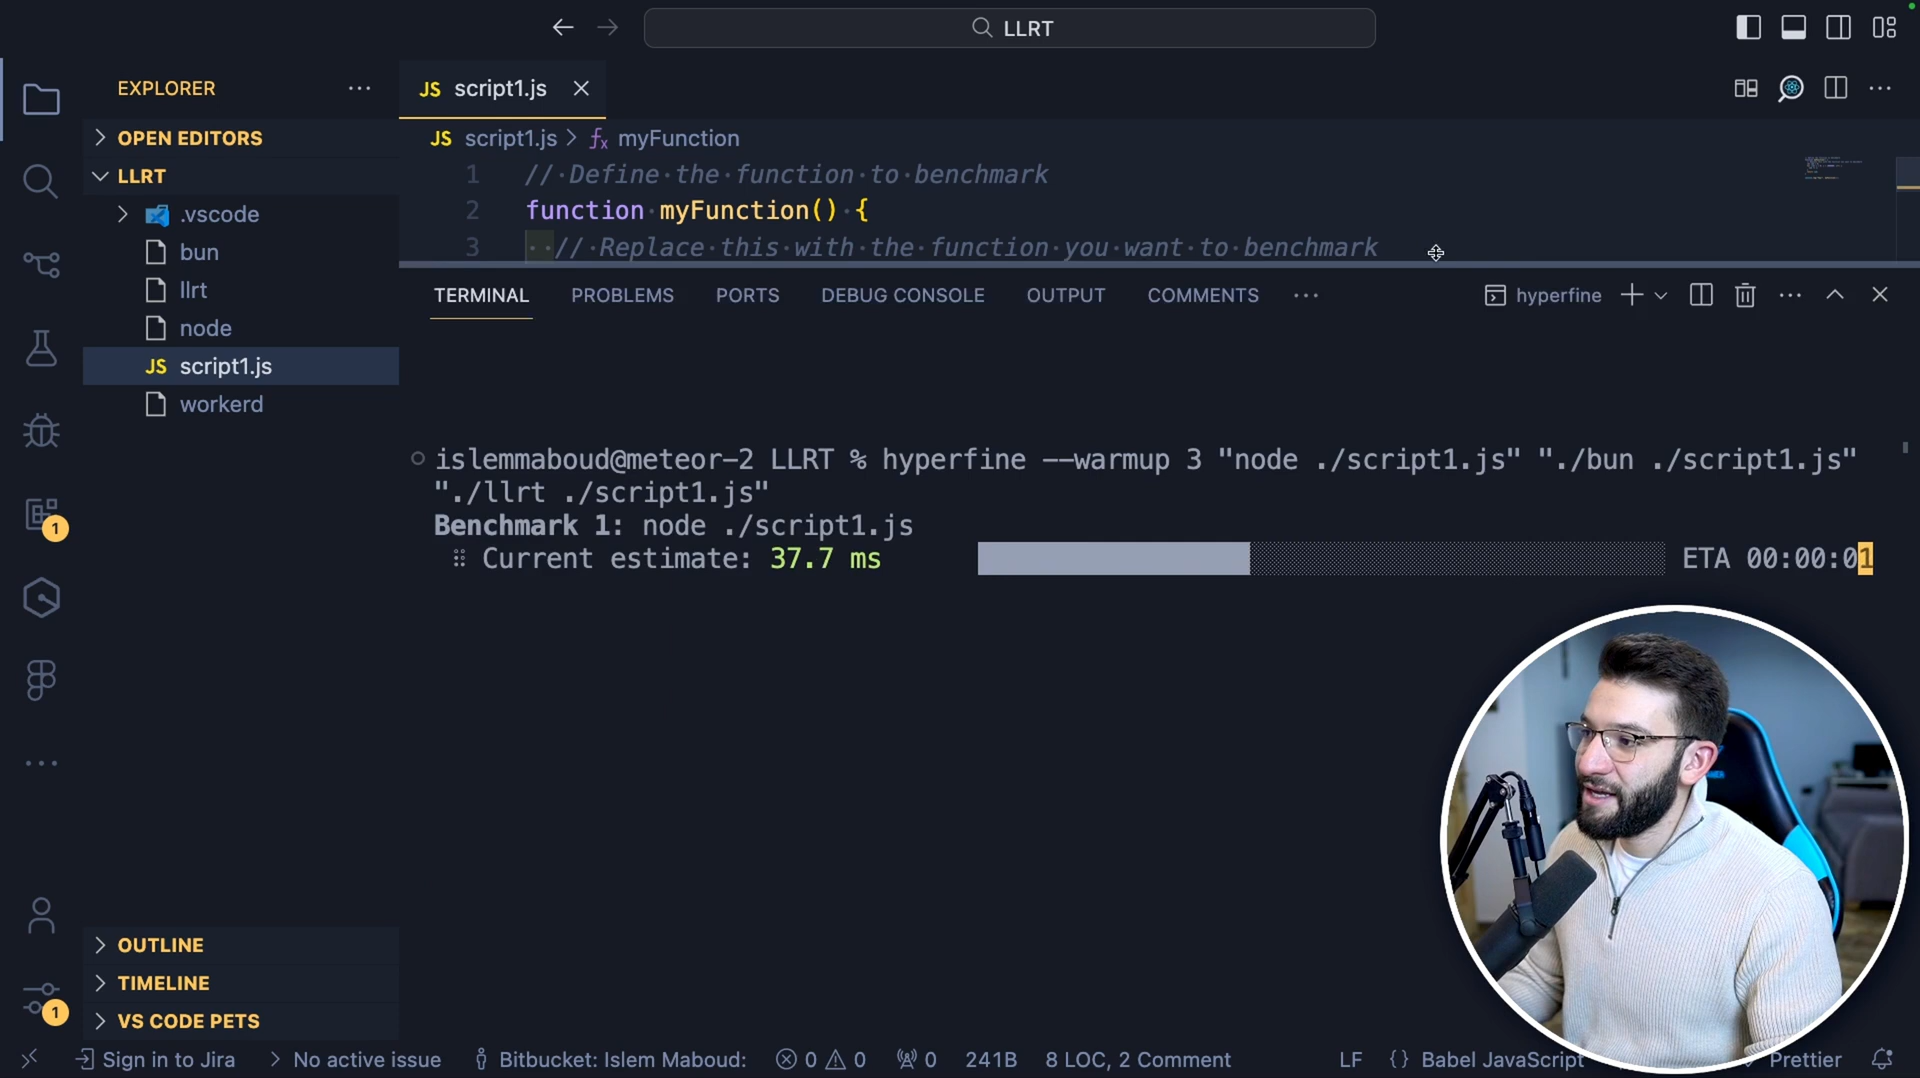 LLRT
EXPLORER
JS script1.js
OPEN EDITORS
LLRT
.vscode
bun
llrt
node
JS script1.js
workerd
JS script1.js > myFunction
1 // Define the function to benchmark
2 function myFunction() {
3 // Replace this with the function you want to benchmark
TERMINAL PROBLEMS PORTS DEBUG CONSOLE OUTPUT COMMENTS
hyperfine
islemmaboud@meteor-2 LLRT % hyperfine --warmup 3 "node ./script1.js" "./bun ./script1.js"
"./llrt ./script1.js"
Benchmark 1: node ./script1.js
Current estimate: 37.7 ms ETA 00:00:01
1
1
OUTLINE
TIMELINE
VS CODE PETS
Sign in to Jira > No active issue Bitbucket: Islem Maboud: 0 0 0 241B 8 LOC, 2 Comment LF {} Babel JavaScript Prettier